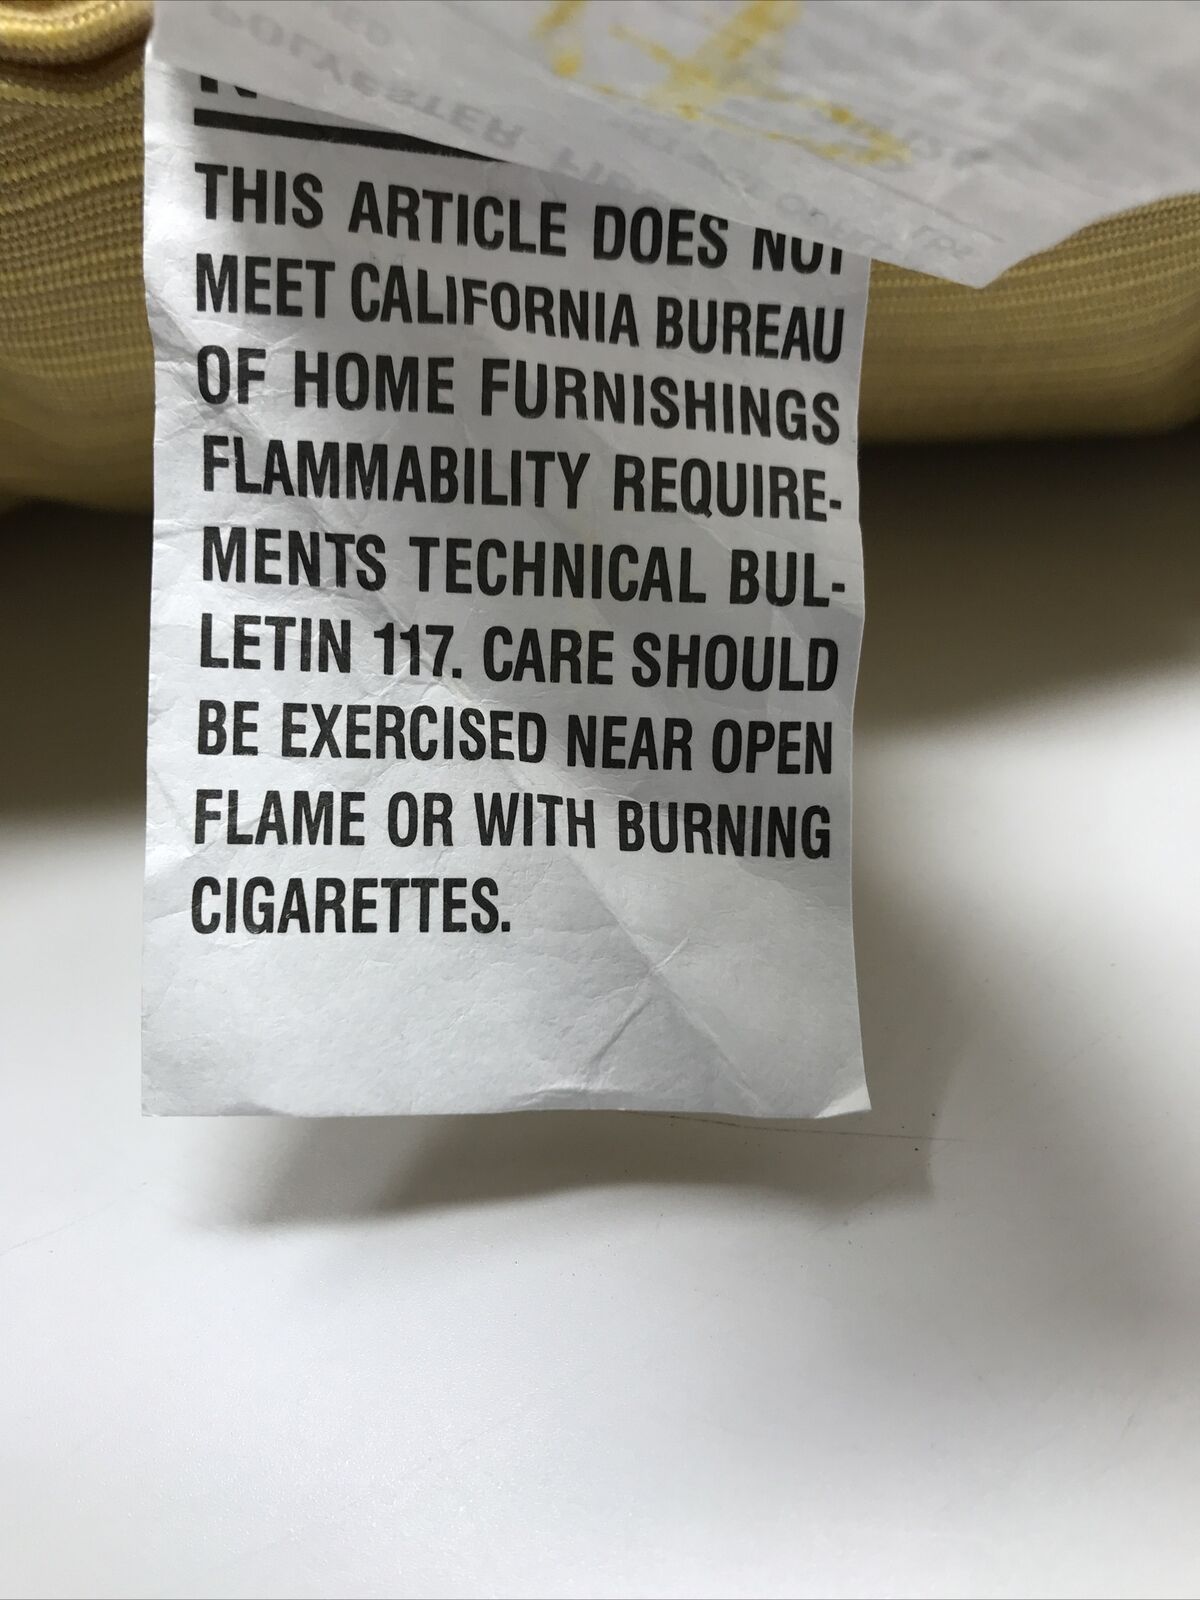 POLYESTER
THIS ARTICLE DOES NOT
MEET CALIFORNIA BUREAU
OF HOME FURNISHINGS
FLAMMABILITY REQUIRE-
MENTS TECHNICAL BUL-
LETIN 117. CARE SHOULD
BE EXERCISED NEAR OPEN
FLAME OR WITH BURNING
CIGARETTES.